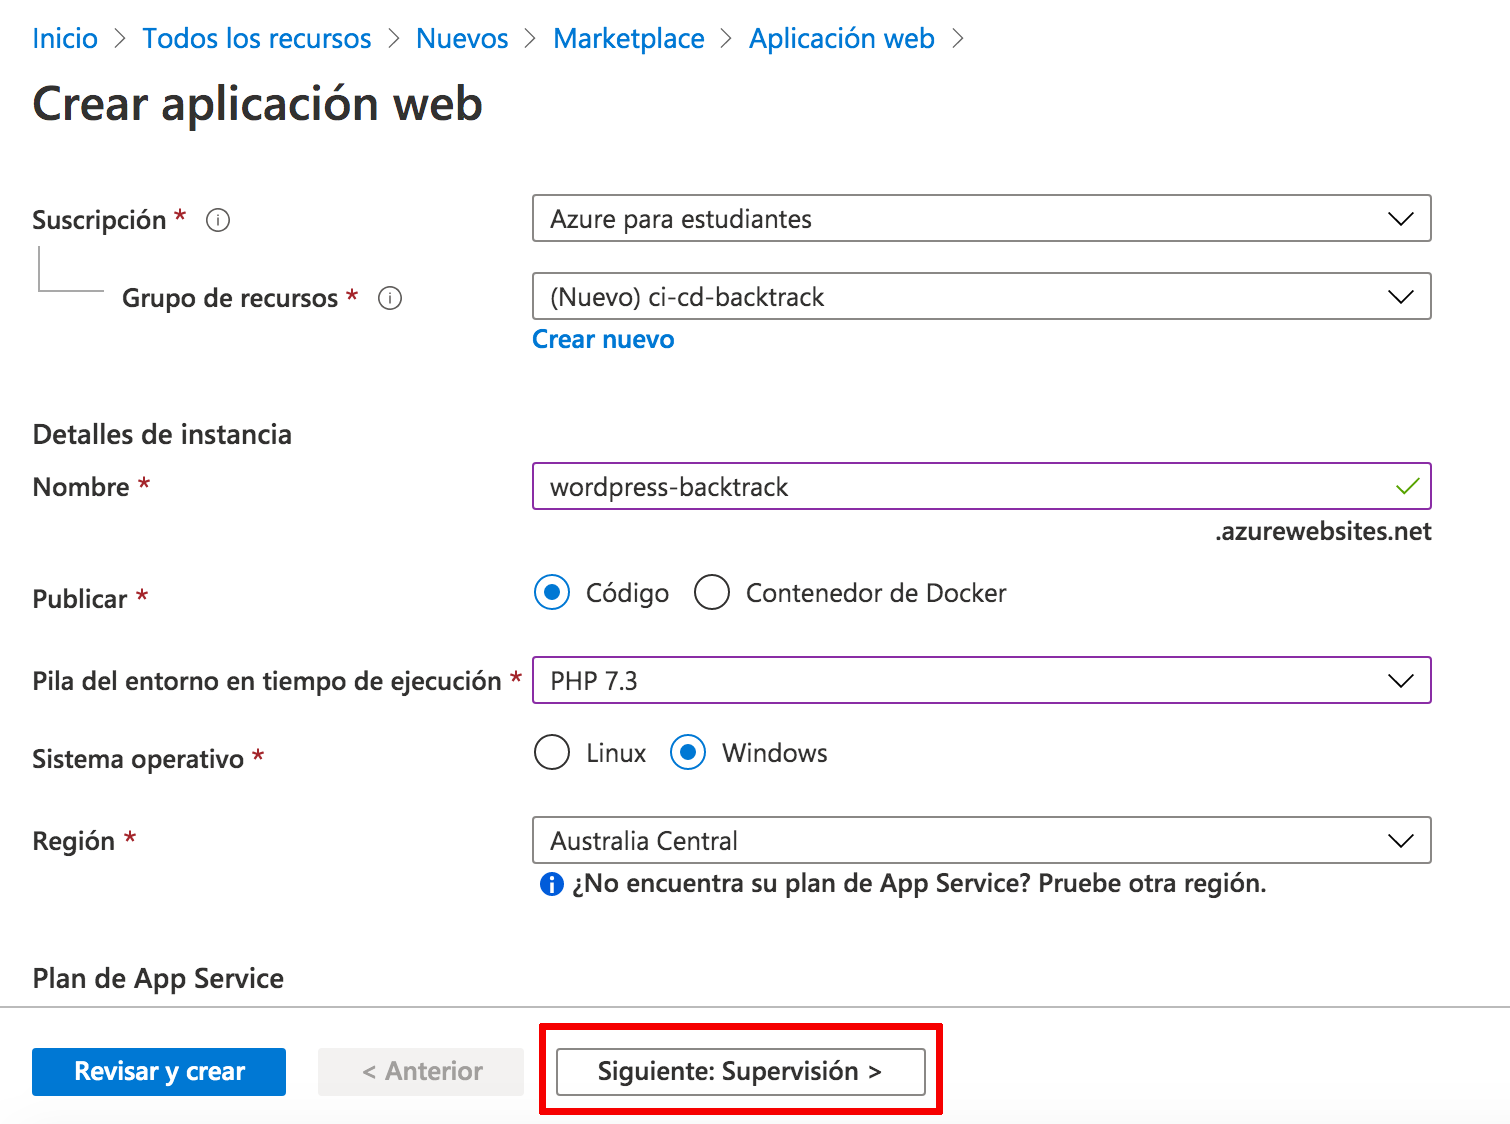 Inicio > Todos los recursos > Nuevos > Marketplace > Aplicación web >
Crear aplicación web
Suscripción * i Azure para estudiantes
Grupo de recursos * i (Nuevo) ci-cd-backtrack
Crear nuevo
Detalles de instancia
Nombre * wordpress-backtrack
.azurewebsites.net
Publicar * Código Contenedor de Docker
Pila del entorno en tiempo de ejecución * PHP 7.3
Sistema operativo * Linux Windows
Región * Australia Central
i ¿No encuentra su plan de App Service? Pruebe otra región.
Plan de App Service
Revisar y crear < Anterior Siguiente: Supervisión >